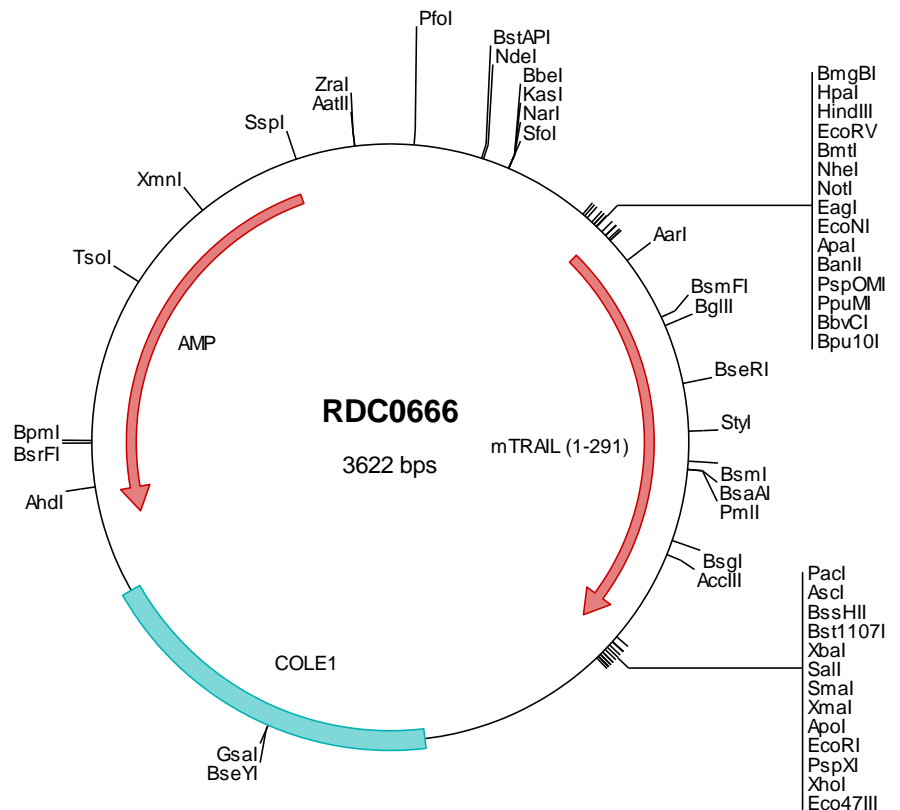 PfoI
BstAPI
NdeI
BbeI
KasI
NarI
SfoI
ZraI
AatII
SspI
XmnI
TsoI
AMP
BpmI
BsrFI
AhdI
RDC0666
3622 bps
mTRAIL (1-291)
COLE1
GsaI
BseYI
BmgBI
HpaI
HindIII
EcoRV
BmtI
NheI
NotI
EagI
EcoNI
ApaI
BanII
PspOMI
PpuMI
BbvCI
Bpu10I
AarI
BsmFI
BglII
BseRI
StyI
BsmI
BsaAI
PmlI
BsgI
AccIII
PacI
AscI
BssHII
Bst1107I
XbaI
SalI
SmaI
XmaI
ApoI
EcoRI
PspXI
XhoI
Eco47III